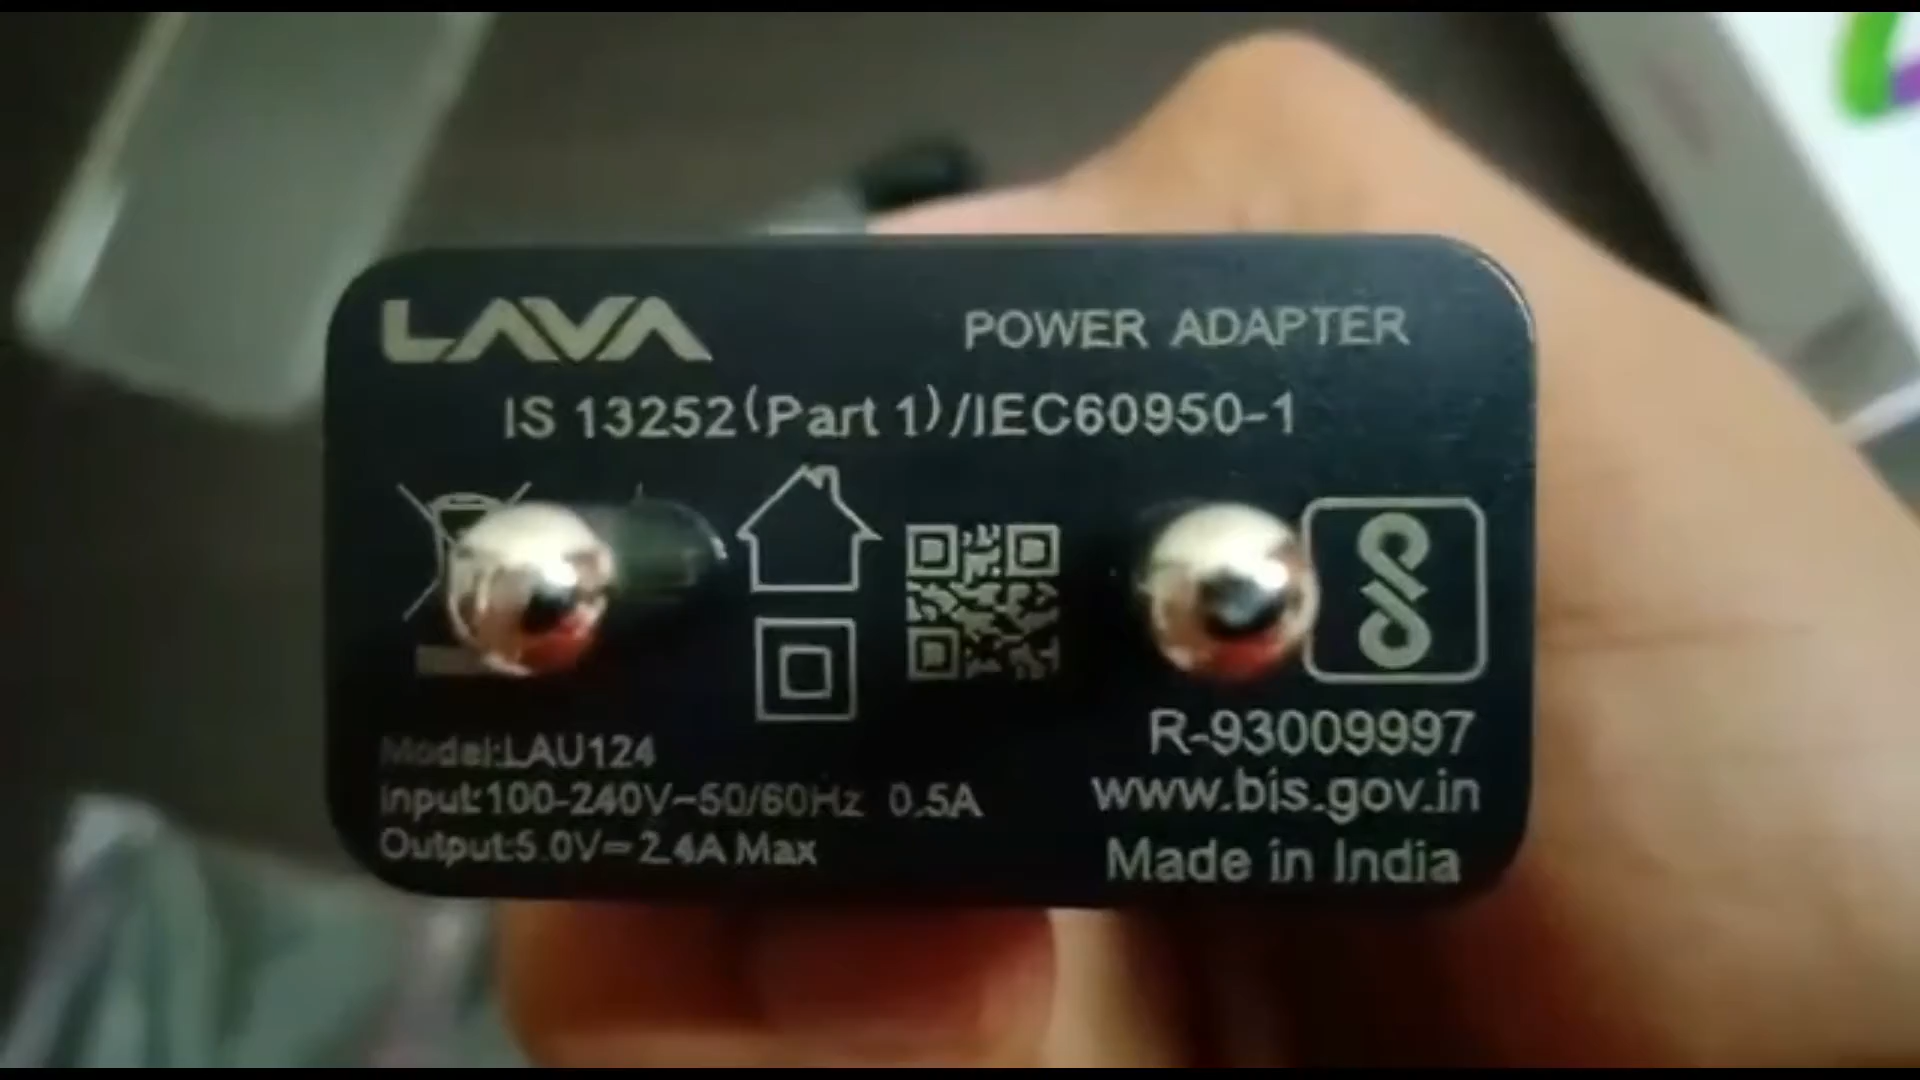 LAVA POWER ADAPTER
IS 13252(Part 1)/IEC60950-1
Model:LAU124
Input:100-240V~50/60Hz 0.5A
Output:5.0V⎓2.4A Max
R-93009997
www.bis.gov.in
Made in India